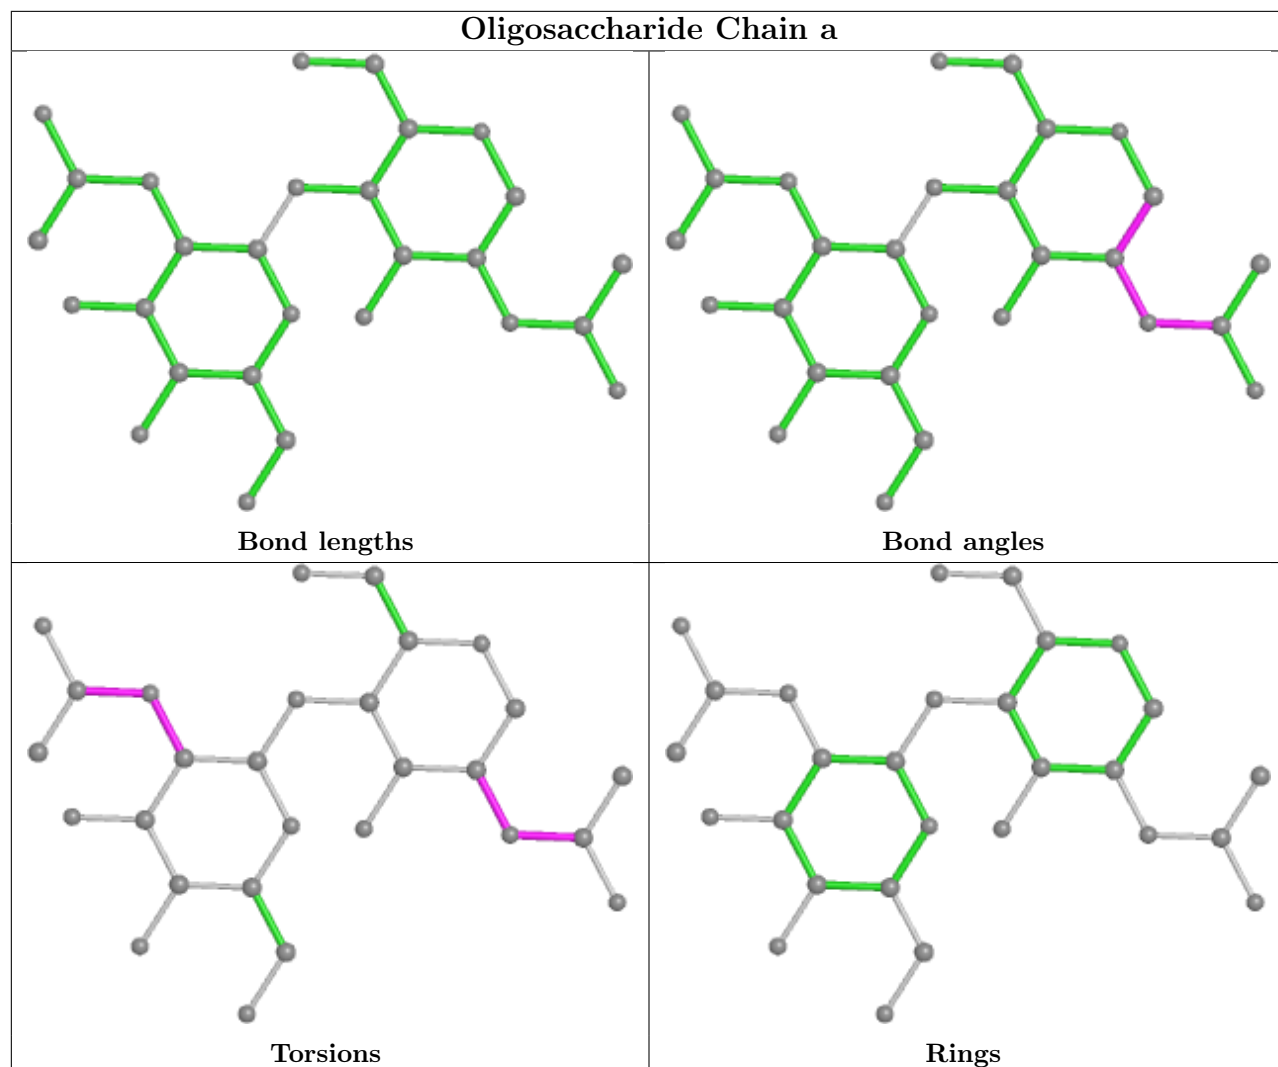 Oligosaccharide Chain a
Bond lengths
Bond angles
Torsions
Rings